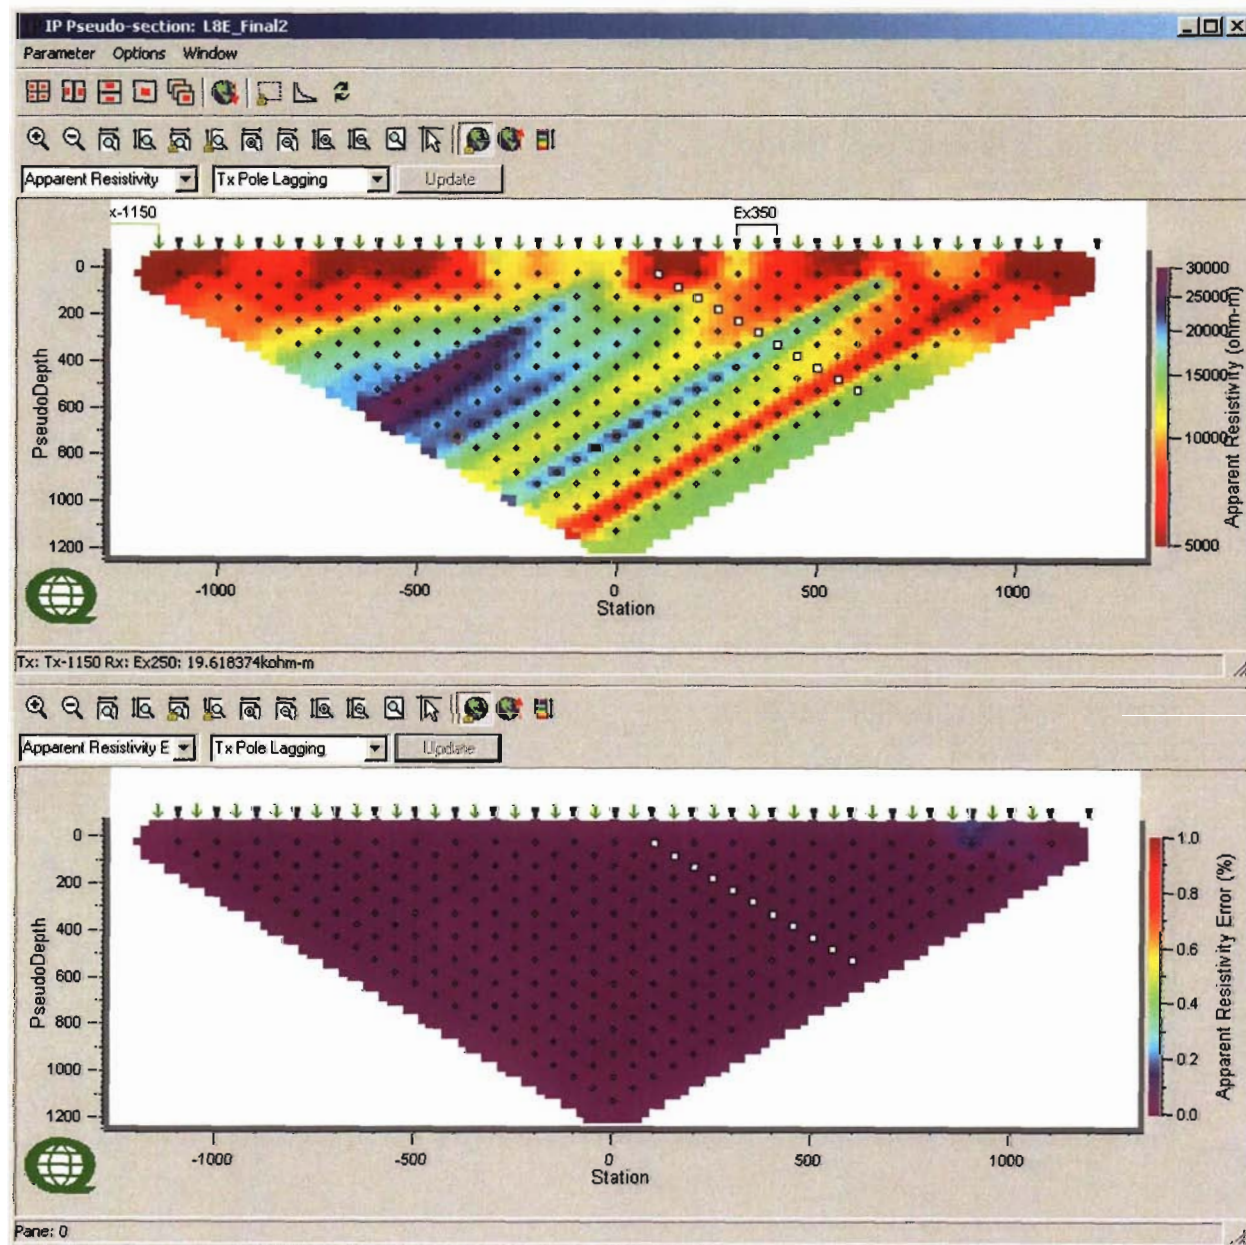 IP Pseudo-section: L8E_Final2
Parameter Options Window
Apparent Resistivity Tx Pole Lagging Update
x-1150 Ex350
0
200
400
600
800
1000
1200
PseudoDepth
30000
25000
20000
15000
10000
5000
Apparent Resistivity (ohm-m)
-1000 -500 0 500 1000
Station
Tx: Tx-1150 Rx: Ex250: 19.618374kohm-m
Apparent Resistivity E Tx Pole Lagging Update
0
200
400
600
800
1000
1200
PseudoDepth
1.0
0.8
0.6
0.4
0.2
0.0
Apparent Resistivity Error (%)
-1000 -500 0 500 1000
Station
Pane: 0